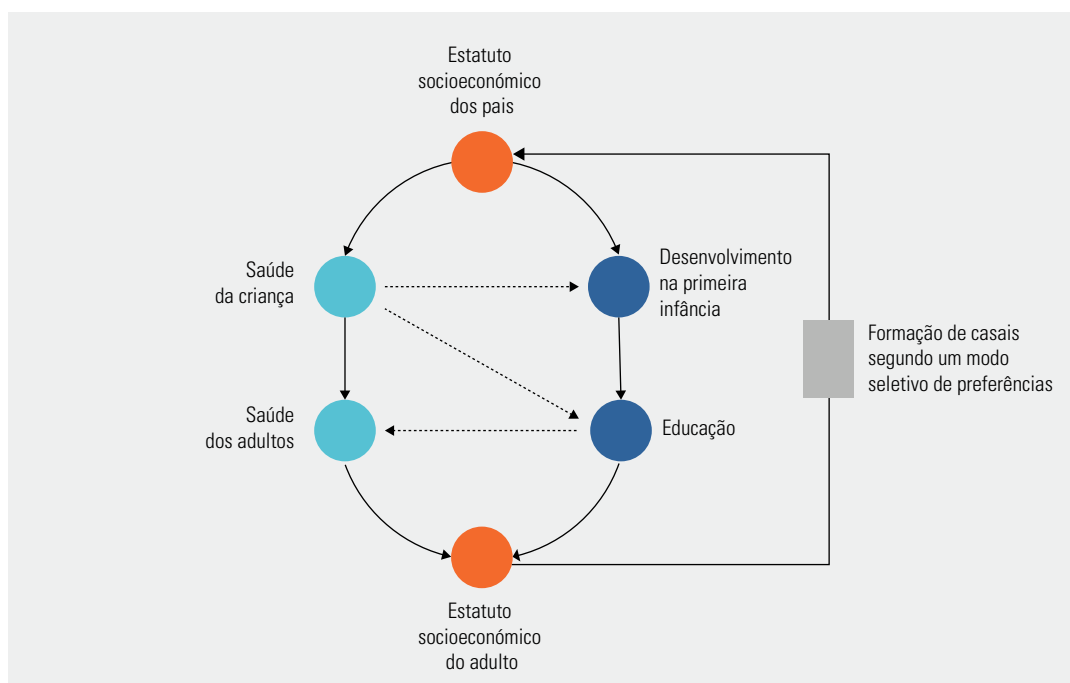 Estatuto
socioeconómico
dos pais
Saúde
da criança
Desenvolvimento
na primeira
infância
Formação de casais
segundo um modo
seletivo de preferências
Saúde
dos adultos
Educação
Estatuto
socioeconómico
do adulto